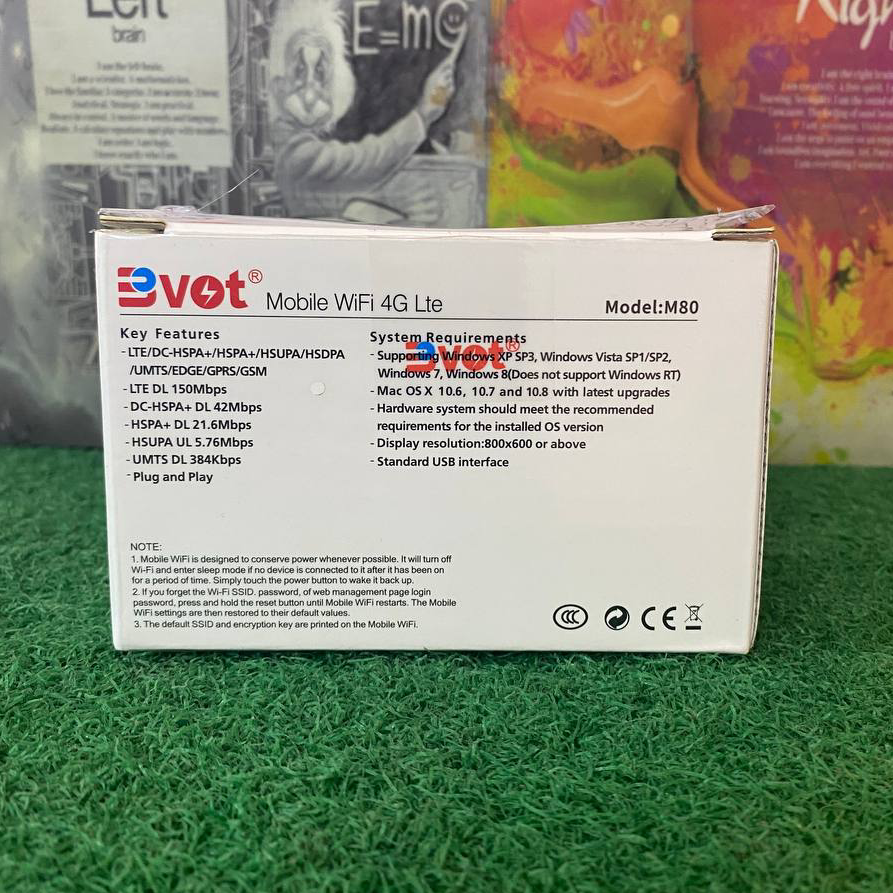 Left
brain
E=mc
Bvot® Mobile WiFi 4G Lte
Model:M80
Key Features
- LTE/DC-HSPA+/HSPA+/HSUPA/HSDPA
/UMTS/EDGE/GPRS/GSM
- LTE DL 150Mbps
- DC-HSPA+ DL 42Mbps
- HSPA+ DL 21.6Mbps
- HSUPA UL 5.76Mbps
- UMTS DL 384Kbps
- Plug and Play
System Requirements
Bvot®
- Supporting Windows XP SP3, Windows Vista SP1/SP2,
Windows 7, Windows 8(Does not support Windows RT)
- Mac OS X 10.6, 10.7 and 10.8 with latest upgrades
- Hardware system should meet the recommended
requirements for the installed OS version
- Display resolution:800x600 or above
- Standard USB interface
NOTE:
1. Mobile WiFi is designed to conserve power whenever possible. It will turn off
Wi-Fi and enter sleep mode if no device is connected to it after it has been on
for a period of time. Simply touch the power button to wake it back up.
2. If you forget the Wi-Fi SSID. password, of web management page login
password, press and hold the reset button until Mobile WiFi restarts. The Mobile
WiFi settings are then restored to their default values.
3. The default SSID and encryption key are printed on the Mobile WiFi.
CCC
CE